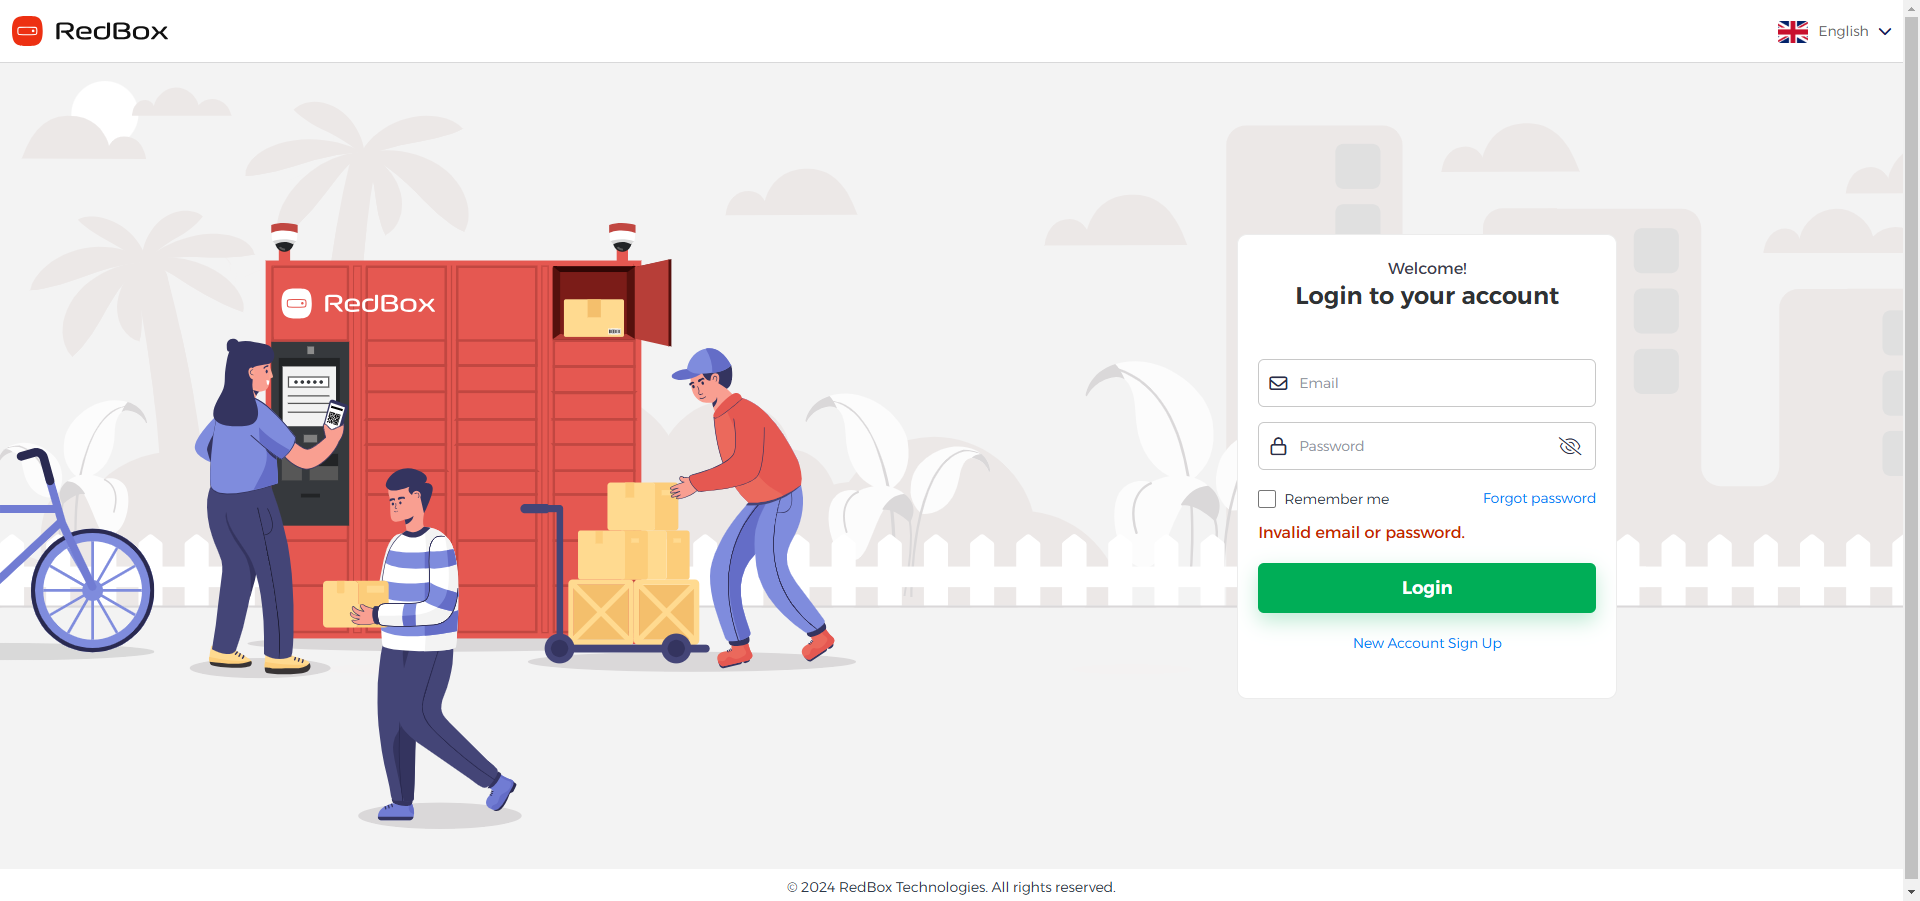 RedBox
English
RedBox
Welcome!
Login to your account
Email
Password
Remember me
Forgot password
Invalid email or password.
Login
New Account Sign Up
© 2024 RedBox Technologies. All rights reserved.